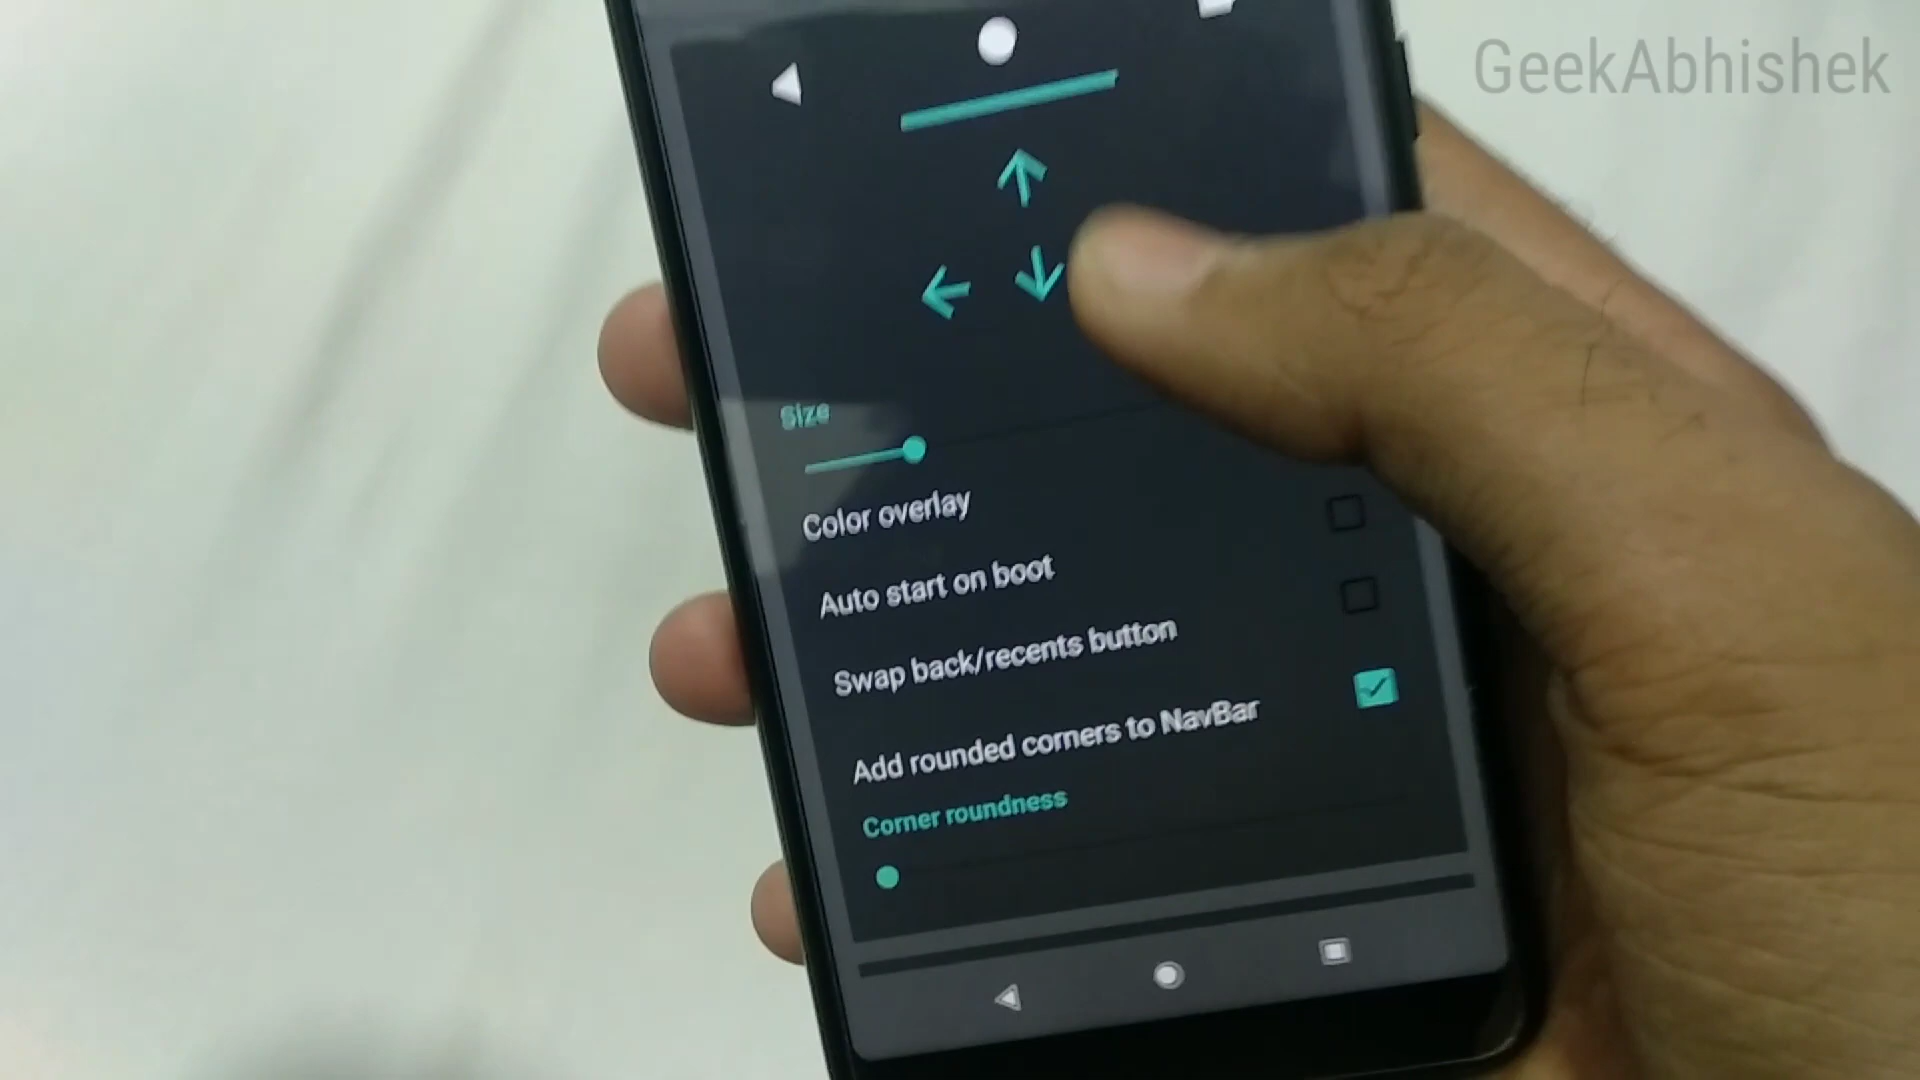 GeekAbhishek
Size
Color overlay
Auto start on boot
Swap back/recents button
Add rounded corners to NavBar
Corner roundness